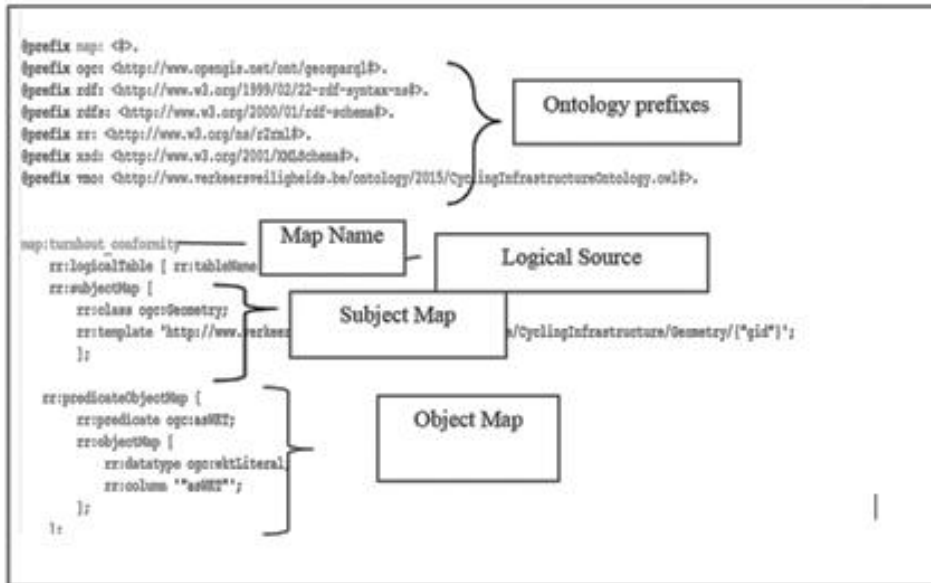 @prefix map: <#>.
@prefix ogc: <http://www.opengis.net/ont/geosparql#>.
@prefix rdf: <http://www.w3.org/1999/02/22-rdf-syntax-ns#>.
@prefix rdfs: <http://www.w3.org/2000/01/rdf-schema#>.
@prefix rr: <http://www.w3.org/ns/r2rml#>.
@prefix xsd: <http://www.w3.org/2001/XMLSchema#>.
@prefix vmo: <http://www.verkeersveiligheids.be/ontology/2015/CyclingInfrastructureOntology.owl#>.
Ontology prefixes
map:turnhout_conformity
Map Name
rr:logicalTable [ rr:tableName
Logical Source
rr:subjectMap [
rr:class ogc:Geometry;
Subject Map
rr:template "http://www.verkeer /CyclingInfrastructure/Geometry/{"gid"}";
];
rr:predicateObjectMap [
rr:predicate ogc:asWKT;
Object Map
rr:objectMap [
rr:datatype ogc:wktLiteral;
rr:column '"asWKT"';
];
];